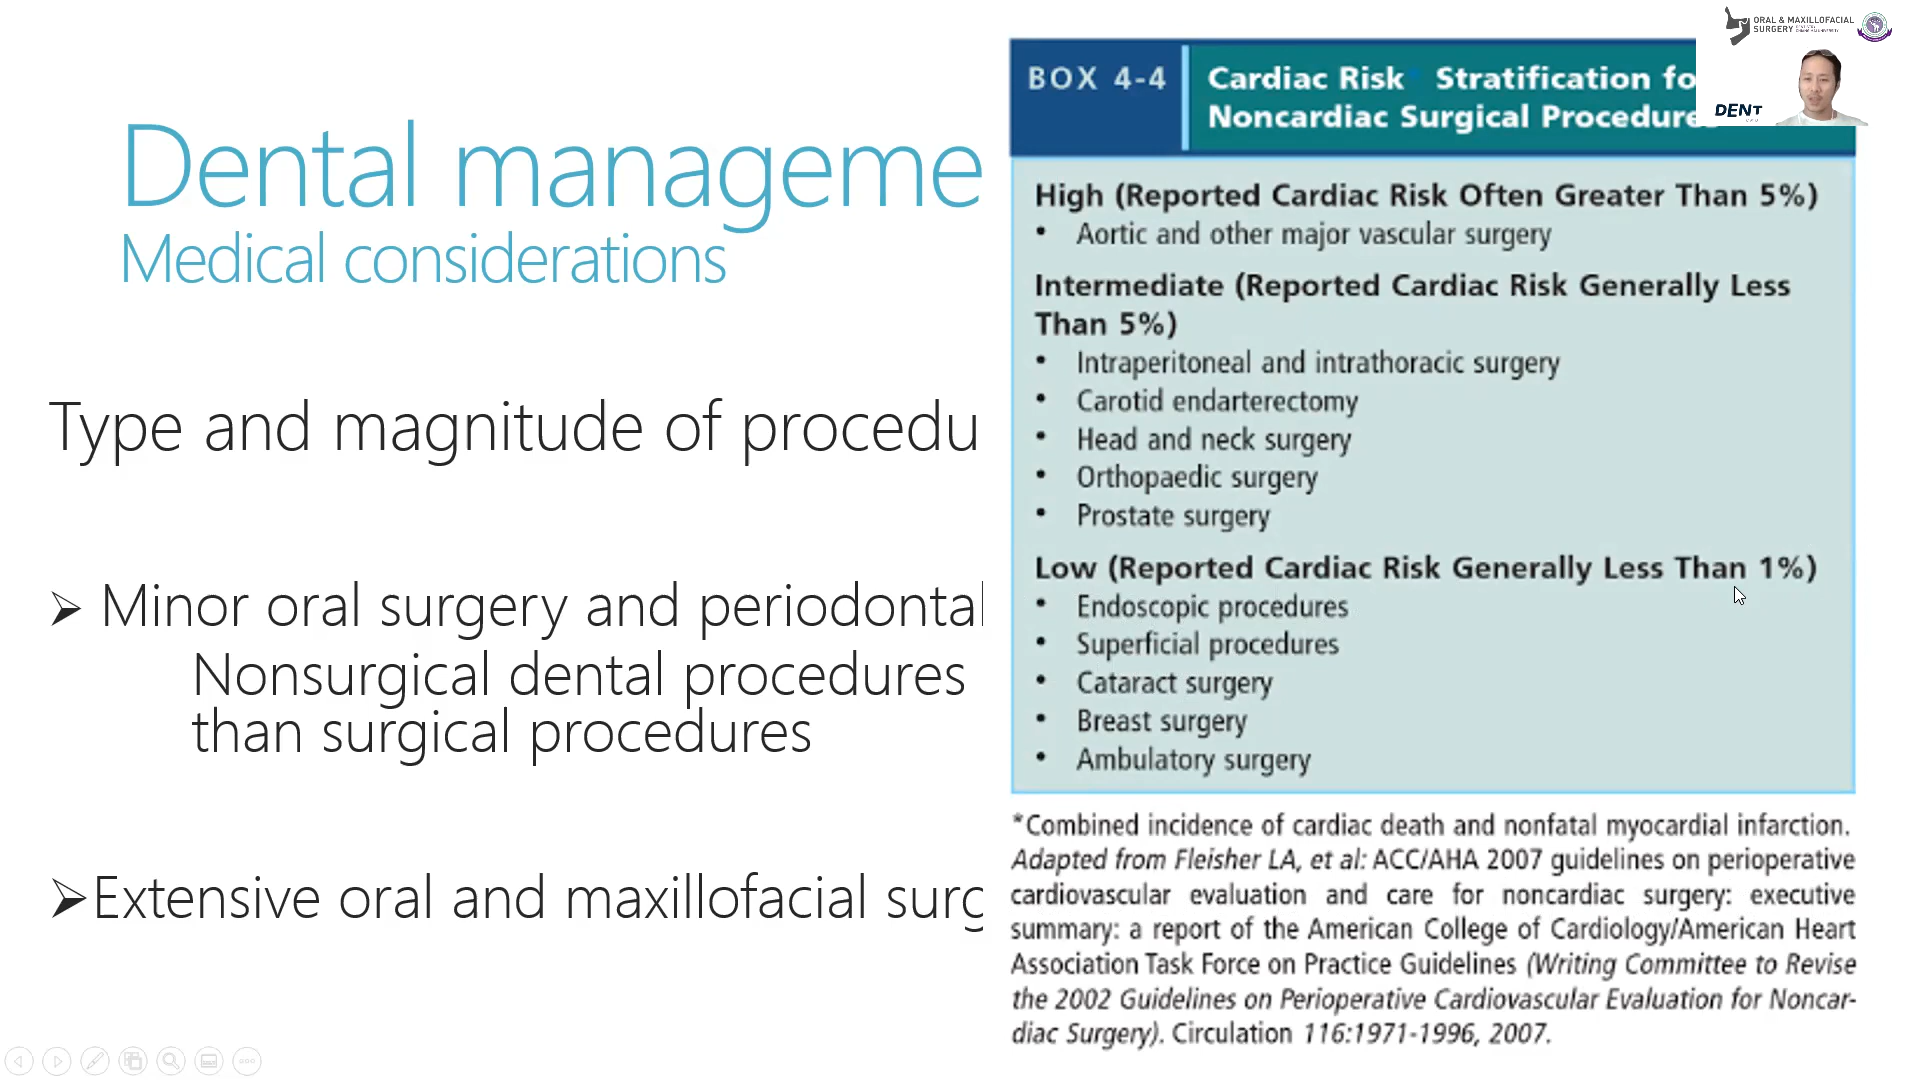 ORAL & MAXILLOFACIAL
SURGERY
DENT
Dental manageme
Medical considerations
Type and magnitude of procedu
➢ Minor oral surgery and periodontal
Nonsurgical dental procedures
than surgical procedures
➢Extensive oral and maxillofacial surg
BOX 4-4
Cardiac Risk* Stratification fo
Noncardiac Surgical Procedures
High (Reported Cardiac Risk Often Greater Than 5%)
• Aortic and other major vascular surgery
Intermediate (Reported Cardiac Risk Generally Less
Than 5%)
• Intraperitoneal and intrathoracic surgery
• Carotid endarterectomy
• Head and neck surgery
• Orthopaedic surgery
• Prostate surgery
Low (Reported Cardiac Risk Generally Less Than 1%)
• Endoscopic procedures
• Superficial procedures
• Cataract surgery
• Breast surgery
• Ambulatory surgery
*Combined incidence of cardiac death and nonfatal myocardial infarction.
Adapted from Fleisher LA, et al: ACC/AHA 2007 guidelines on perioperative
cardiovascular evaluation and care for noncardiac surgery: executive
summary: a report of the American College of Cardiology/American Heart
Association Task Force on Practice Guidelines (Writing Committee to Revise
the 2002 Guidelines on Perioperative Cardiovascular Evaluation for Noncar-
diac Surgery). Circulation 116:1971-1996, 2007.